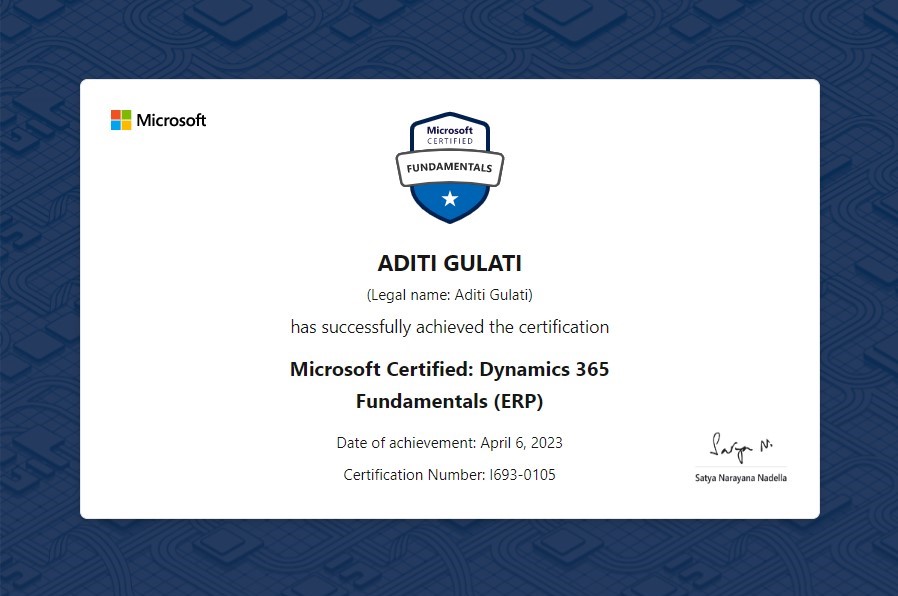 Microsoft
Microsoft
CERTIFIED
FUNDAMENTALS
ADITI GULATI
(Legal name: Aditi Gulati)
has successfully achieved the certification
Microsoft Certified: Dynamics 365
Fundamentals (ERP)
Date of achievement: April 6, 2023
Certification Number: I693-0105
Satya N.
Satya Narayana Nadella